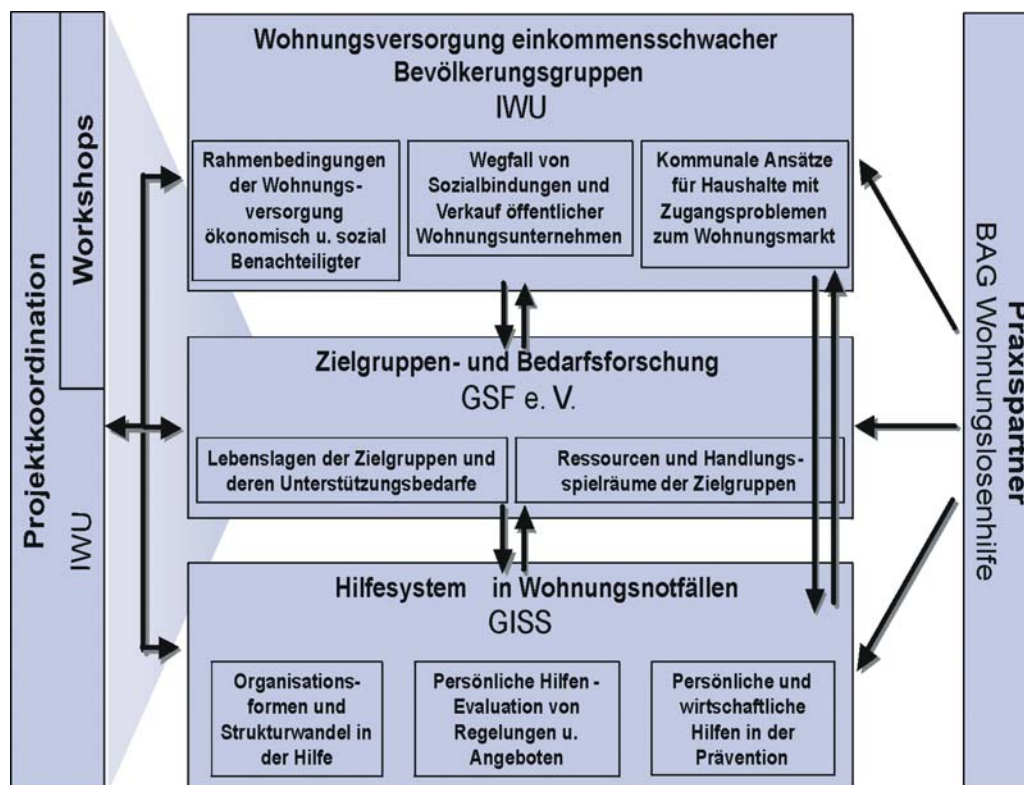 Projektkoordination
IWU
Workshops
Wohnungsversorgung einkommensschwacher
Bevölkerungsgruppen
IWU
Rahmenbedingungen
der Wohnungs-
versorgung
ökonomisch u. sozial
Benachteiligter
Wegfall von
Sozialbindungen und
Verkauf öffentlicher
Wohnungsunternehmen
Kommunale Ansätze
für Haushalte mit
Zugangsproblemen
zum Wohnungsmarkt
Zielgruppen- und Bedarfsforschung
GSF e. V.
Lebenslagen der Zielgruppen und
deren Unterstützungsbedarfe
Ressourcen und Handlungs-
spielräume der Zielgruppen
Hilfesystem in Wohnungsnotfällen
GISS
Organisations-
formen und
Strukturwandel in
der Hilfe
Persönliche Hilfen -
Evaluation von
Regelungen u.
Angeboten
Persönliche und
wirtschaftliche
Hilfen in der
Prävention
Praxispartner
BAG Wohnungslosenhilfe